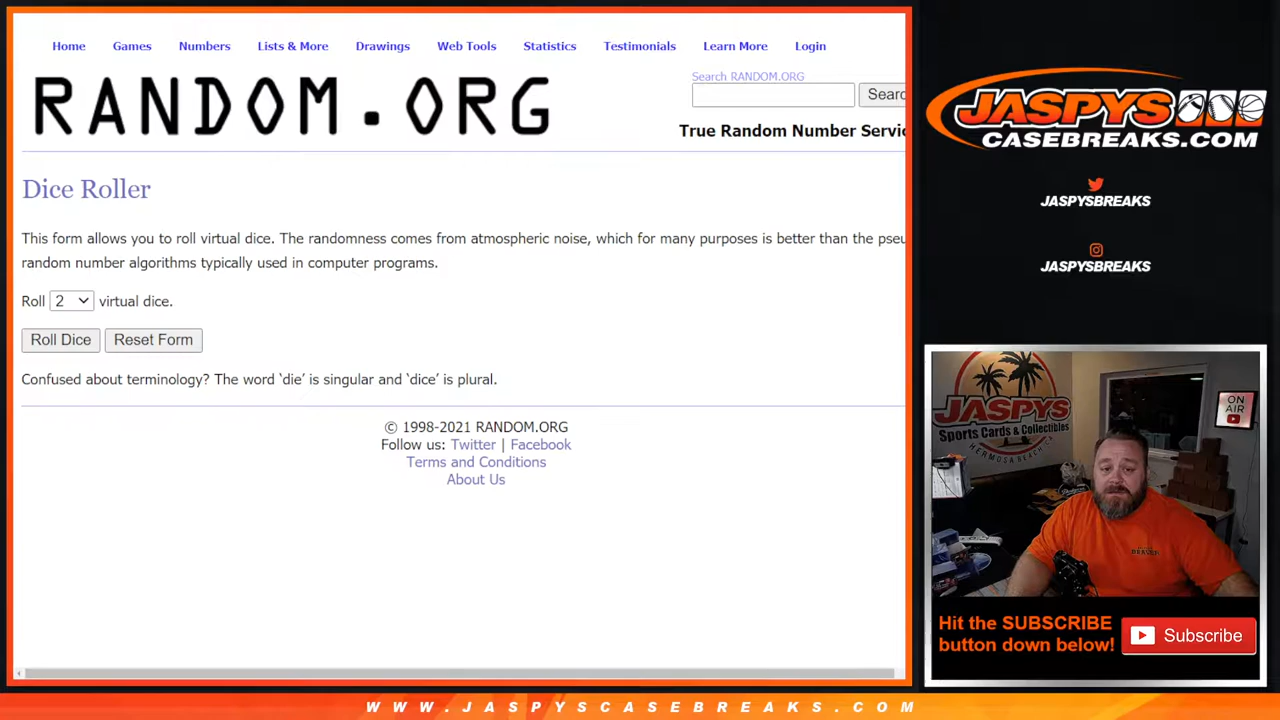 Home Games Numbers Lists & More Drawings Web Tools Statistics Testimonials Learn More Login
RANDOM.ORG
Search RANDOM.ORG
Searc
True Random Number Servic
Dice Roller
This form allows you to roll virtual dice. The randomness comes from atmospheric noise, which for many purposes is better than the pseu
random number algorithms typically used in computer programs.
Roll 2 virtual dice.
Roll Dice Reset Form
Confused about terminology? The word ‘die’ is singular and ‘dice’ is plural.
© 1998-2021 RANDOM.ORG
Follow us: Twitter | Facebook
Terms and Conditions
About Us
JASPYS
CASEBREAKS.COM
JASPYSBREAKS
JASPYSBREAKS
JASPYS
Sports Cards & Collectibles
HERMOSA BEACH CA
ON
AIR
Hit the SUBSCRIBE
button down below!
Subscribe
WWW.JASPYSCASEBREAKS.COM